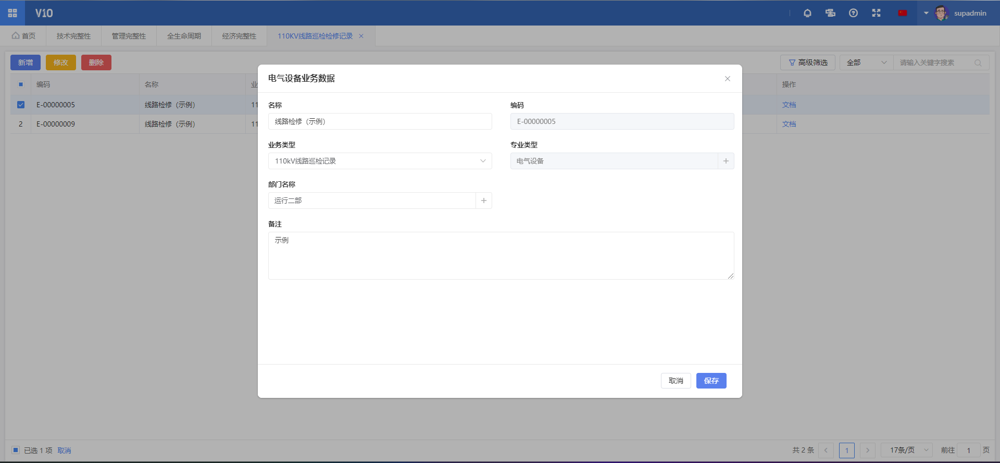 V10
supadmin
首页
技术完整性
管理完整性
全生命周期
经济完整性
110KV线路巡检检修记录
新增
修改
删除
高级筛选
全部
请输入关键字搜索
编码
名称
业
操作
E-00000005
线路检修（示例）
11
文档
2
E-00000009
线路检修（示例）
11
文档
电气设备业务数据
名称
编码
线路检修（示例）
E-00000005
业务类型
专业类型
110kV线路巡检记录
电气设备
部门名称
运行二部
备注
示例
取消
保存
已选 1 项 取消
共 2 条
1
17条/页
前往 1 页